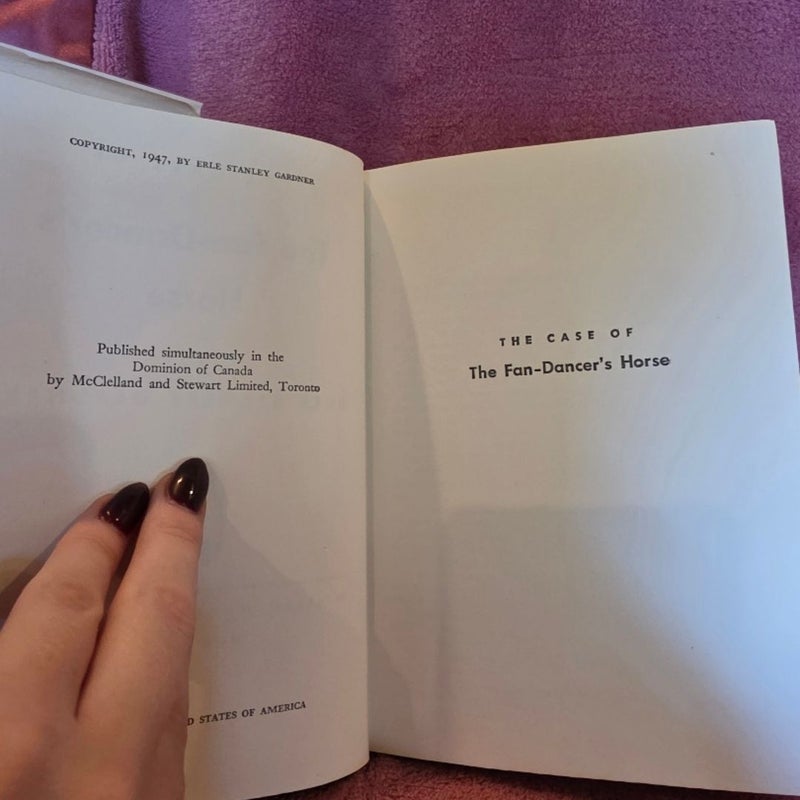 COPYRIGHT, 1947, BY ERLE STANLEY GARDNER
Published simultaneously in the
Dominion of Canada
by McClelland and Stewart Limited, Toronto
STATES OF AMERICA
THE CASE OF
The Fan-Dancer's Horse